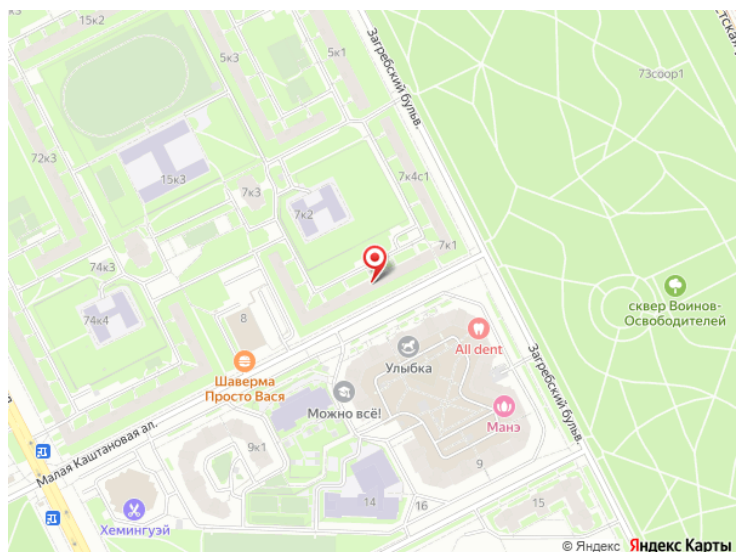 15к2
5к3
5к1
Загребский бульв.
73соор1
72к3
15к3
7к3
7к2
7к4с1
7к1
74к3
74к4
8
сквер Воинов-
Освободителей
All dent
Улыбка
Шаверма
Просто Вася
Можно всё!
Загребский бульв.
Манэ
Малая Каштановая ал.
9к1
9
14
16
15
Хемингуэй
© Яндекс Яндекс Карты